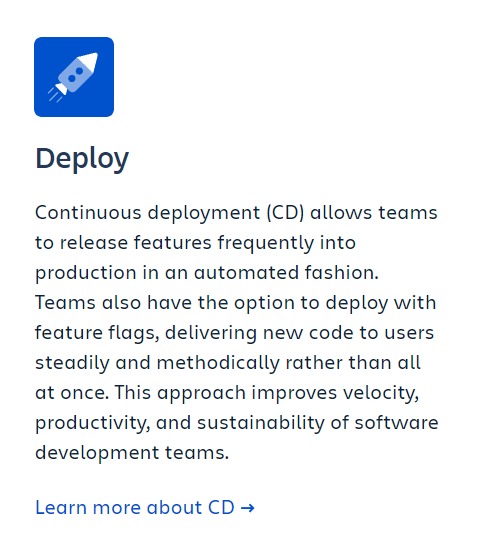 Deploy
Continuous deployment (CD) allows teams
to release features frequently into
production in an automated fashion.
Teams also have the option to deploy with
feature flags, delivering new code to users
steadily and methodically rather than all
at once. This approach improves velocity,
productivity, and sustainability of software
development teams.
Learn more about CD →